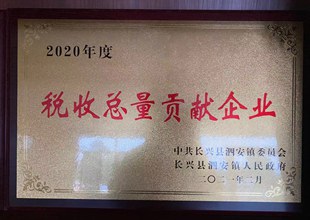 2020年度
税收总量贡献企业
中共长兴县泗安镇委员会
长兴县泗安镇人民政府
二〇二一年二月